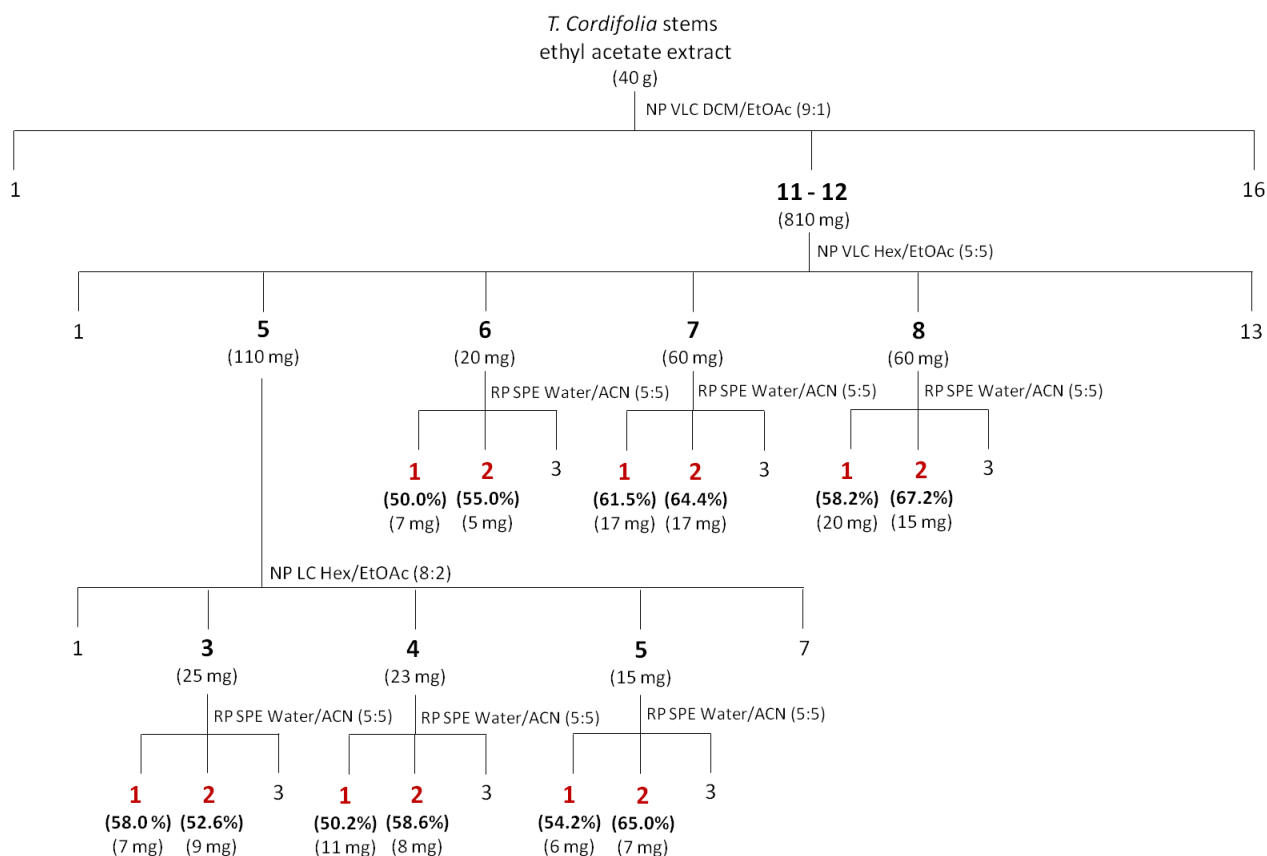 T. Cordifolia stems
ethyl acetate extract
(40 g)
NP VLC DCM/EtOAc (9:1)
1 11 - 12 16
(810 mg)
NP VLC Hex/EtOAc (5:5)
1 5 6 7 8 13
(110 mg) (20 mg) (60 mg) (60 mg)
RP SPE Water/ACN (5:5) RP SPE Water/ACN (5:5) RP SPE Water/ACN (5:5)
1 2 3 1 2 3 1 2 3
(50.0%) (55.0%) (61.5%) (64.4%) (58.2%) (67.2%)
(7 mg) (5 mg) (17 mg) (17 mg) (20 mg) (15 mg)
NP LC Hex/EtOAc (8:2)
1 3 4 5 7
(25 mg) (23 mg) (15 mg)
RP SPE Water/ACN (5:5) RP SPE Water/ACN (5:5) RP SPE Water/ACN (5:5)
1 2 3 1 2 3 1 2 3
(58.0 %) (52.6%) (50.2%) (58.6%) (54.2%) (65.0%)
(7 mg) (9 mg) (11 mg) (8 mg) (6 mg) (7 mg)